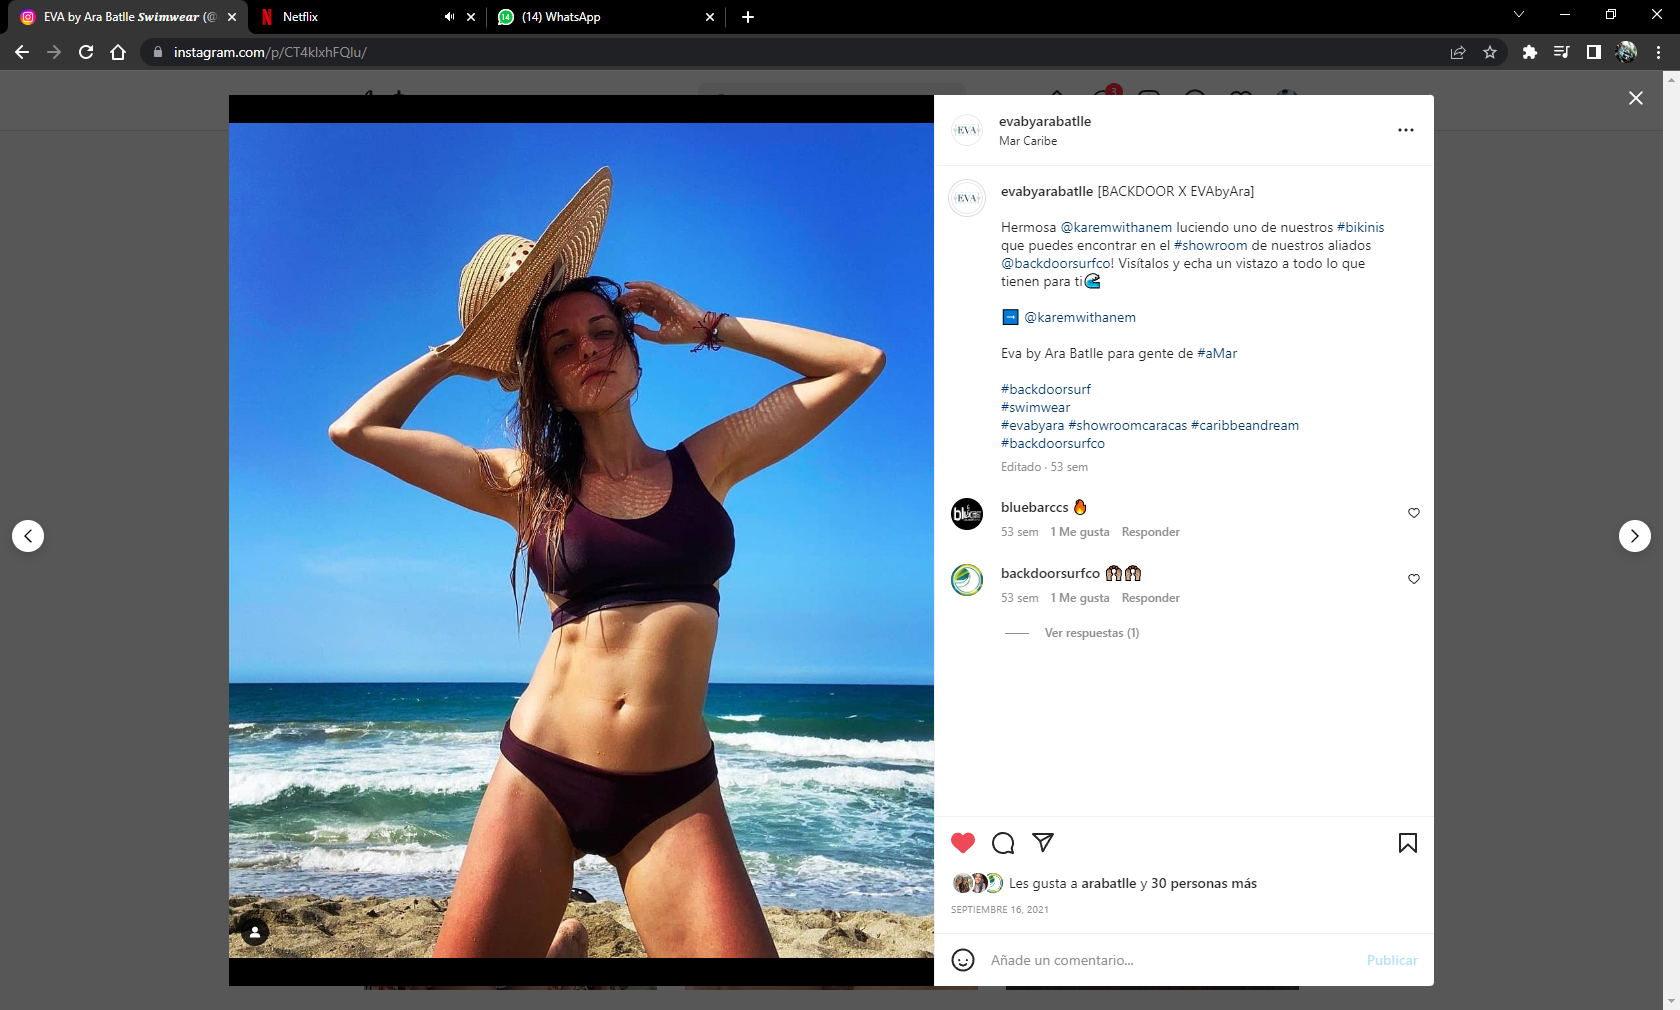 EVA by Ara Batlle Swimwear (@
Netflix
(14) WhatsApp
instagram.com/p/CT4klxhFQlu/
3
EVA
evabyarabatlle
Mar Caribe
EVA
evabyarabatlle [BACKDOOR X EVAbyAra]
Hermosa @karemwithanem luciendo uno de nuestros #bikinis
que puedes encontrar en el #showroom de nuestros aliados
@backdoorsurfco! Visítalos y echa un vistazo a todo lo que
tienen para ti🌊
➡️ @karemwithanem
Eva by Ara Batlle para gente de #aMar
#backdoorsurf
#swimwear
#evabyara #showroomcaracas #caribbeandream
#backdoorsurfco
Editado · 53 sem
bluebarccs 🔥
53 sem 1 Me gusta Responder
backdoorsurfco 🙌🏽🙌🏽
53 sem 1 Me gusta Responder
Ver respuestas (1)
Les gusta a arabatlle y 30 personas más
SEPTIEMBRE 16, 2021
Añade un comentario...
Publicar